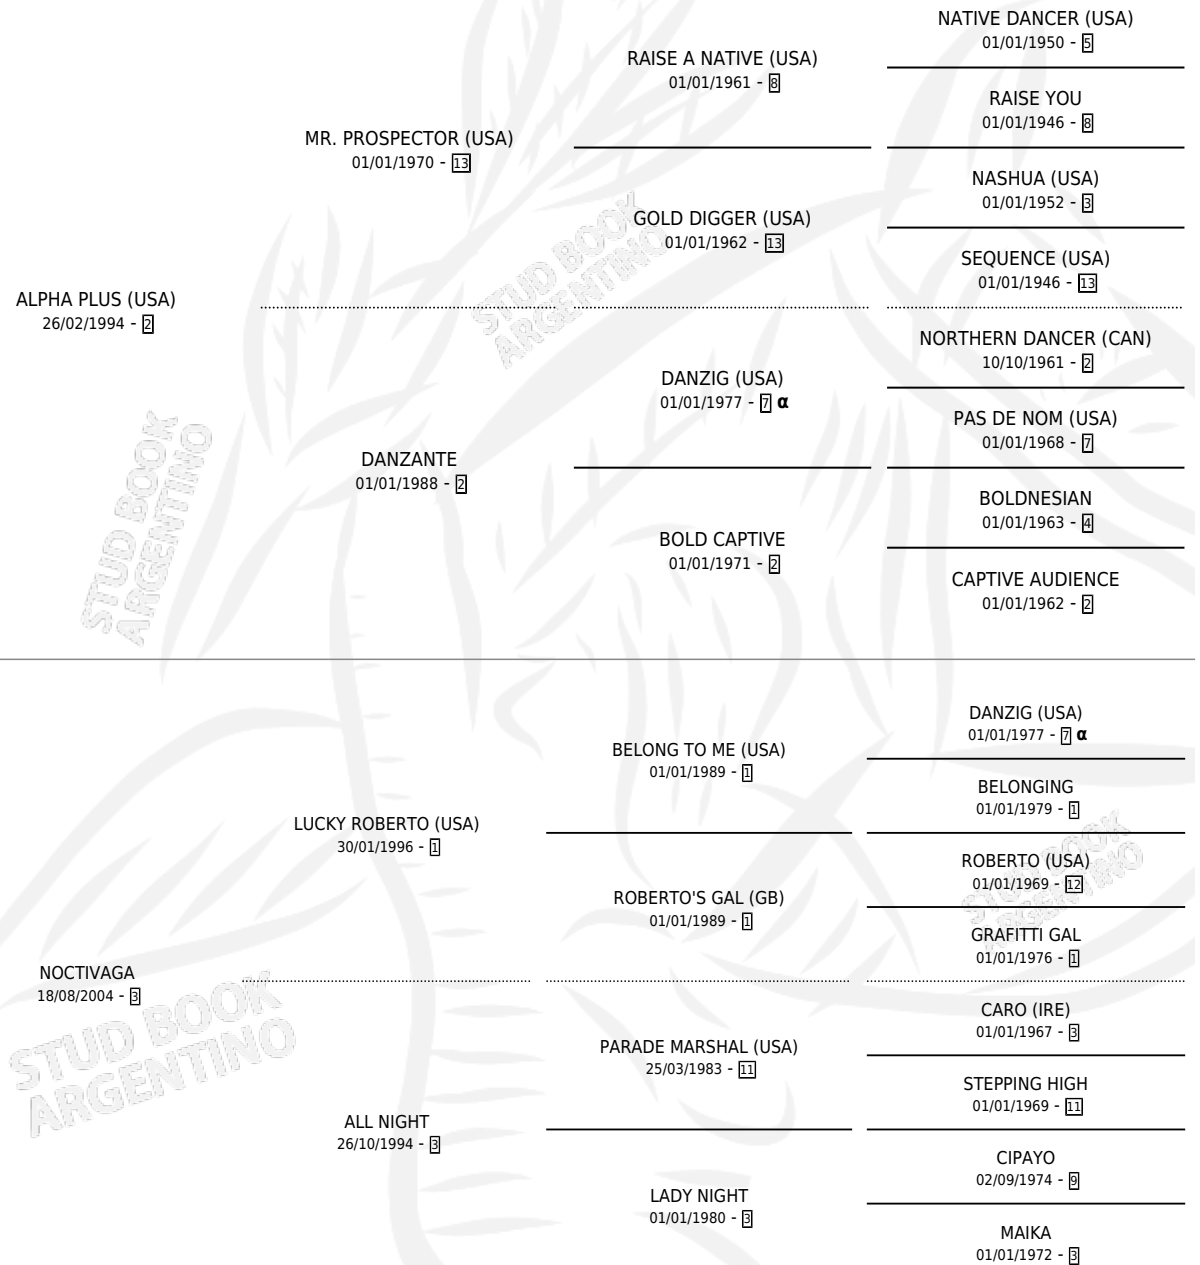 NATIVE DANCER (USA)
01/01/1950 - 5
RAISE A NATIVE (USA)
01/01/1961 - 8
RAISE YOU
01/01/1946 - 8
MR. PROSPECTOR (USA)
01/01/1970 - 13
NASHUA (USA)
01/01/1952 - 3
GOLD DIGGER (USA)
01/01/1962 - 13
SEQUENCE (USA)
01/01/1946 - 13
STUD BOOK
ARGENTINO
ALPHA PLUS (USA)
26/02/1994 - 2
NORTHERN DANCER (CAN)
10/10/1961 - 2
DANZIG (USA)
01/01/1977 - 7 α
PAS DE NOM (USA)
01/01/1968 - 7
DANZANTE
01/01/1988 - 2
BOLDNESIAN
01/01/1963 - 4
BOLD CAPTIVE
01/01/1971 - 2
CAPTIVE AUDIENCE
01/01/1962 - 2
STUD BOOK
ARGENTINO
DANZIG (USA)
01/01/1977 - 7 α
BELONG TO ME (USA)
01/01/1989 - 1
BELONGING
01/01/1979 - 1
LUCKY ROBERTO (USA)
30/01/1996 - 1
ROBERTO (USA)
01/01/1969 - 12
ROBERTO'S GAL (GB)
01/01/1989 - 1
GRAFITTI GAL
01/01/1976 - 1
STUD BOOK
ARGENTINO
NOCTIVAGA
18/08/2004 - 3
CARO (IRE)
01/01/1967 - 3
PARADE MARSHAL (USA)
25/03/1983 - 11
STEPPING HIGH
01/01/1969 - 11
STUD BOOK
ARGENTINO
ALL NIGHT
26/10/1994 - 3
CIPAYO
02/09/1974 - 9
LADY NIGHT
01/01/1980 - 3
MAIKA
01/01/1972 - 3